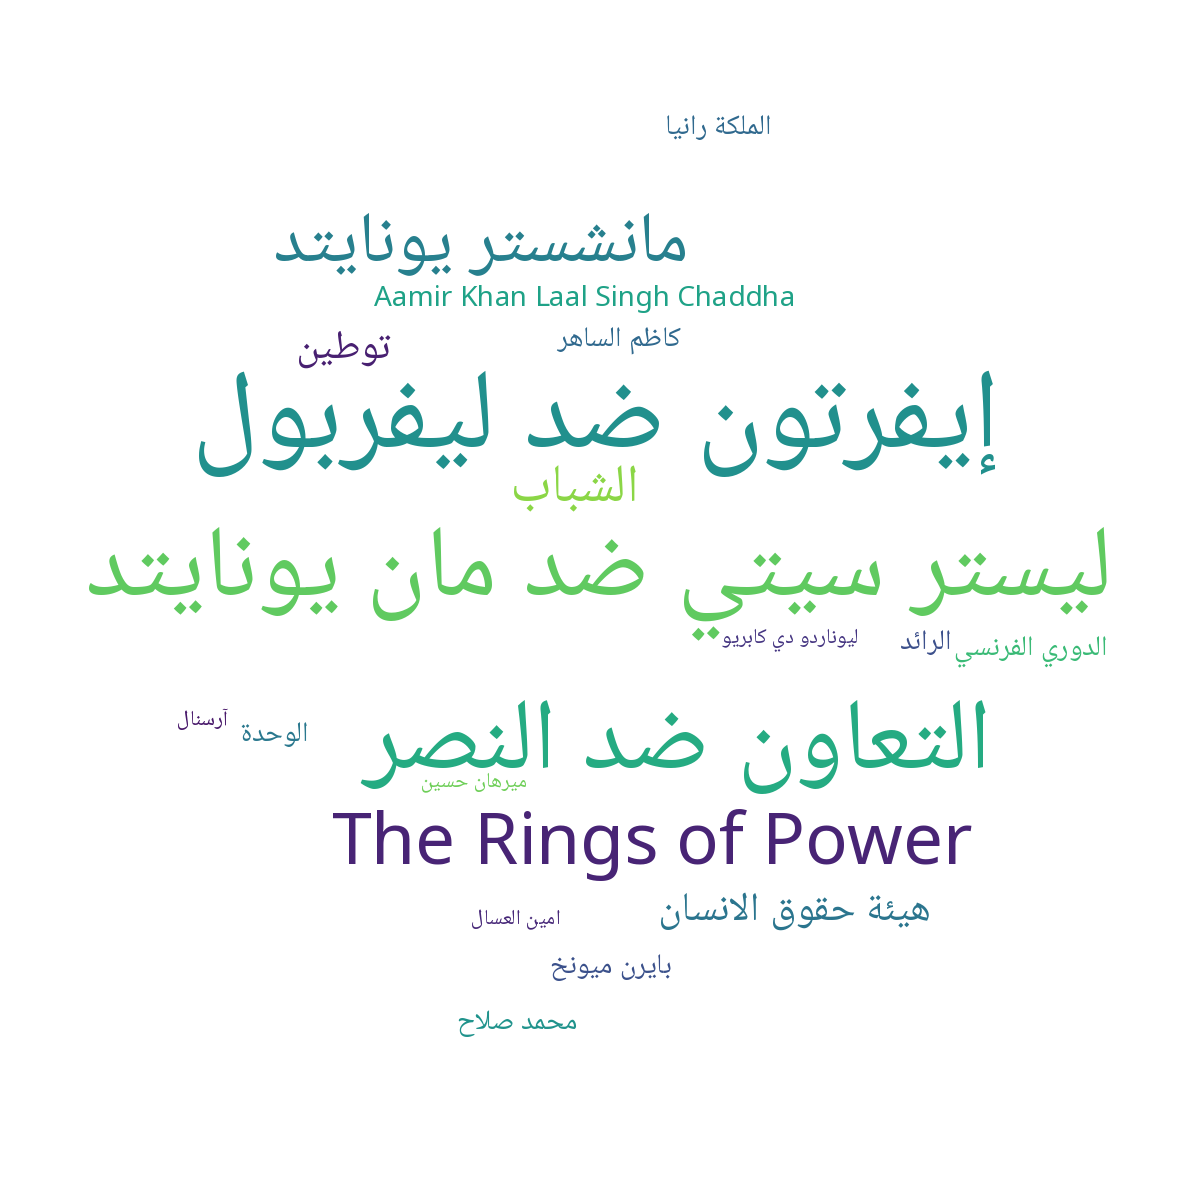 الملكة رانيا
مانشستر يونايتد
Aamir Khan Laal Singh Chaddha
كاظم الساهر
توطين
إيفرتون ضد ليفربول
الشباب
ليستر سيتي ضد مان يونايتد
ليوناردو دي كابريو
الرائد
الدوري الفرنسي
آرسنال
الوحدة
التعاون ضد النصر
ميرهان حسين
The Rings of Power
هيئة حقوق الانسان
امين العسال
بايرن ميونخ
محمد صلاح